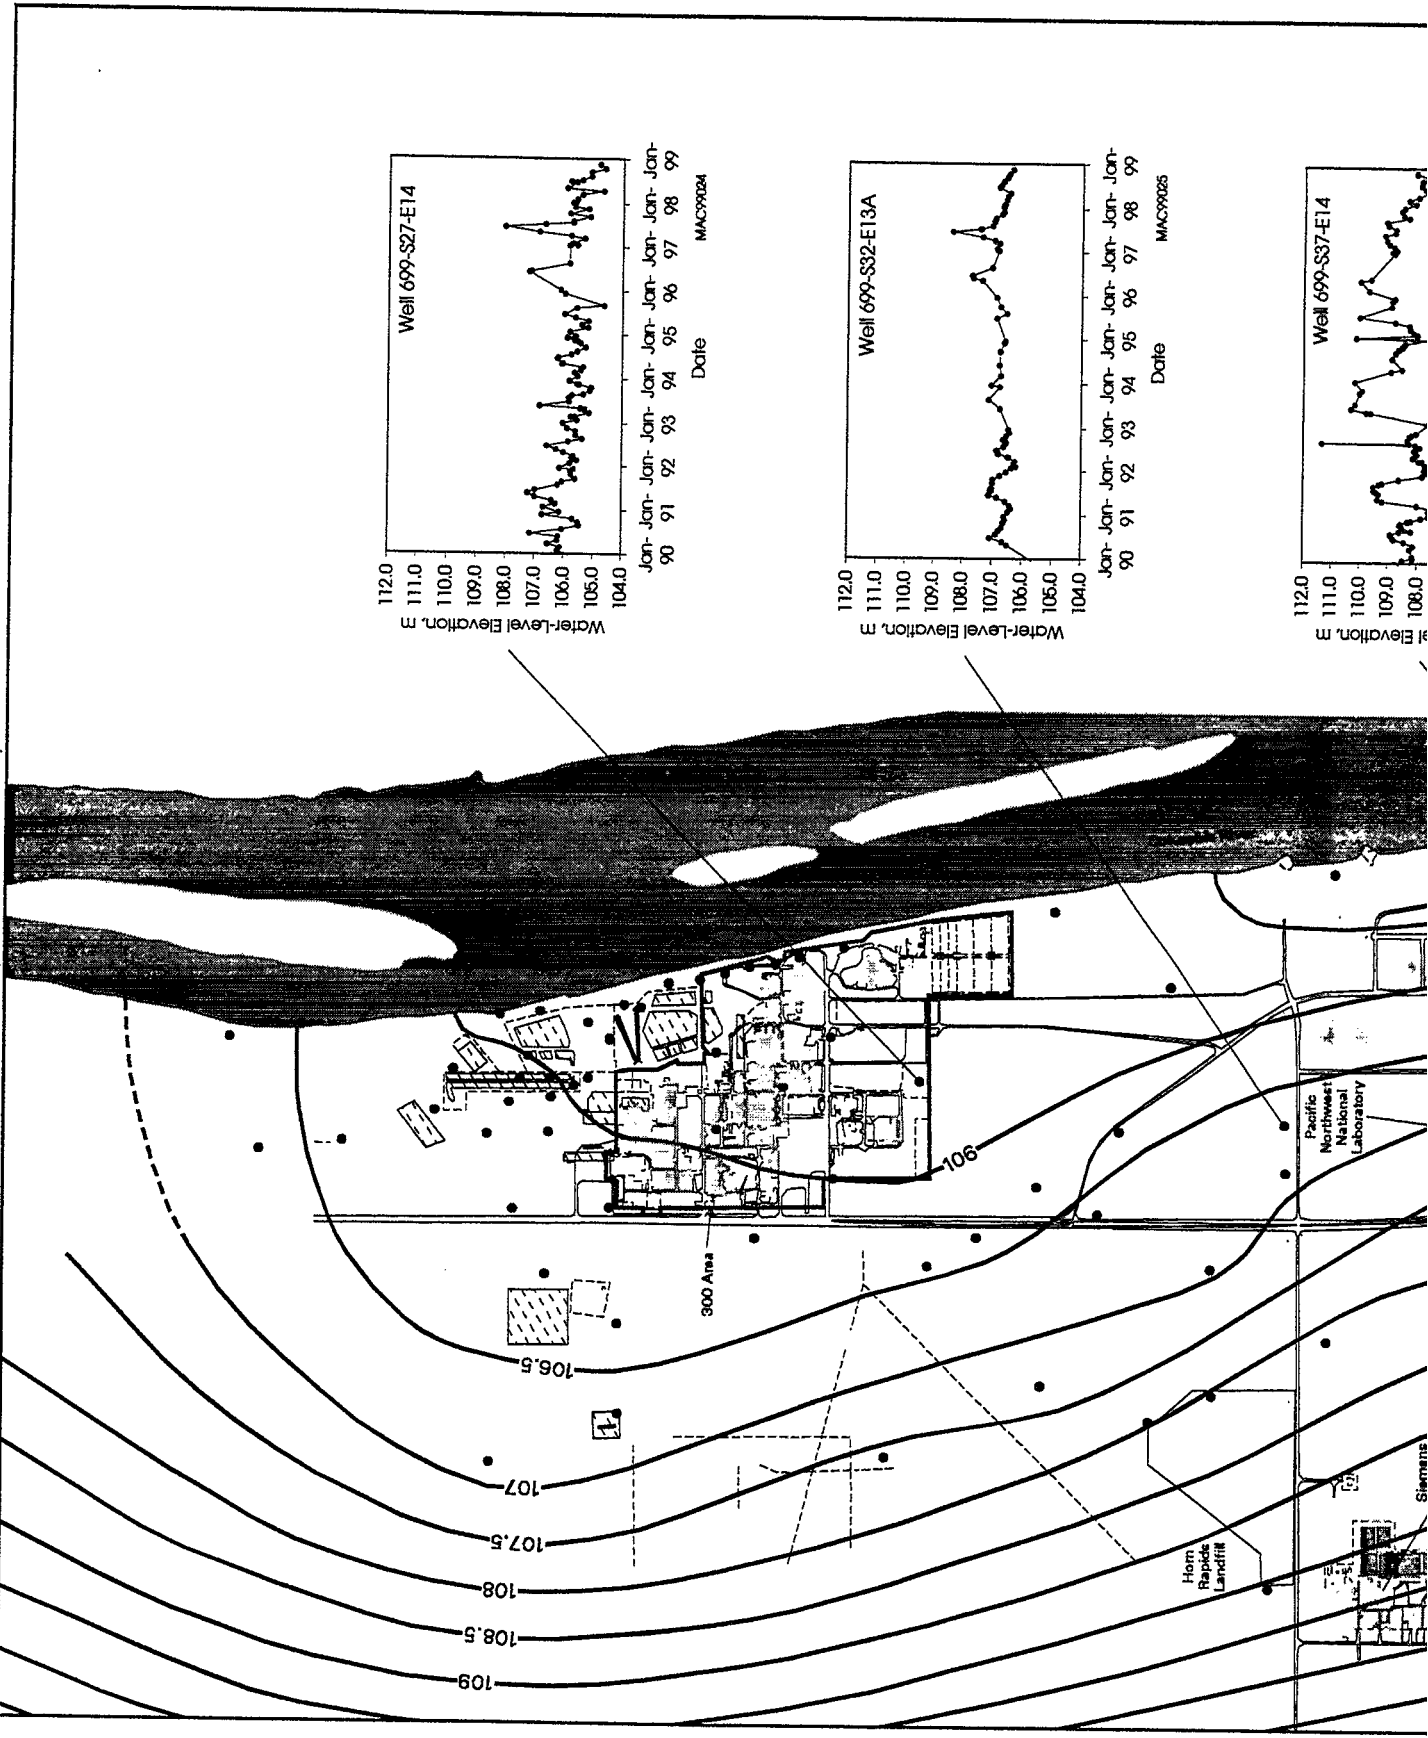 Well 699-S27-E14
112.0
111.0
110.0
109.0
108.0
107.0
106.0
105.0
104.0
Water-Level Elevation, m
Jan- Jan- Jan- Jan- Jan- Jan- Jan- Jan- Jan- Jan-
90 91 92 93 94 95 96 97 98 99
Date
MAC99024
Well 699-S32-E13A
112.0
111.0
110.0
109.0
108.0
107.0
106.0
105.0
104.0
Water-Level Elevation, m
Jan- Jan- Jan- Jan- Jan- Jan- Jan- Jan- Jan- Jan-
90 91 92 93 94 95 96 97 98 99
Date
MAC99025
Well 699-S37-E14
112.0
111.0
110.0
109.0
108.0
el Elevation, m
106
300 Area
106.5
107
107.5
108
108.5
109
Pacific
Northwest
National
Laboratory
Horn
Rapids
Landfill
Siemens